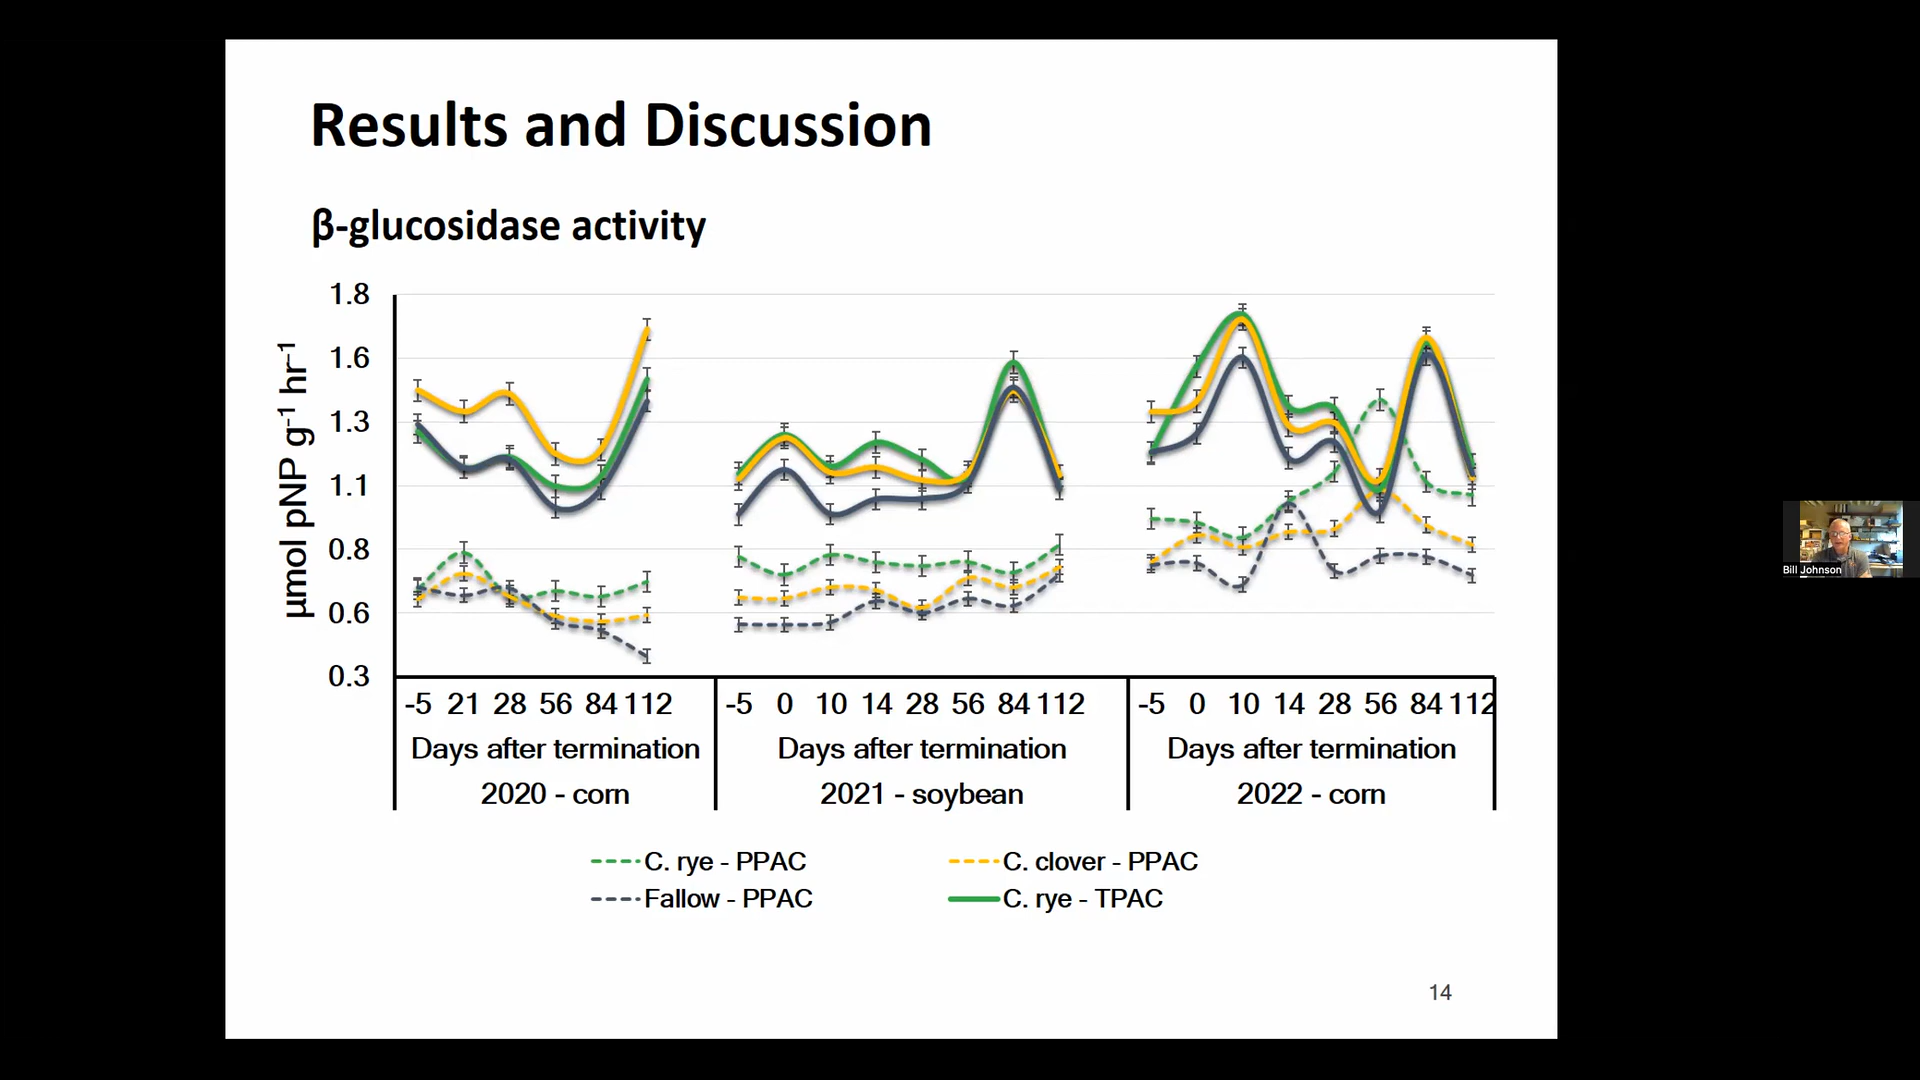 Results and Discussion
β-glucosidase activity
µmol pNP g⁻¹ hr⁻¹
1.8
1.6
1.3
1.1
0.8
0.6
0.3
-5 21 28 56 84 112 -5 0 10 14 28 56 84 112 -5 0 10 14 28 56 84 112
Days after termination Days after termination Days after termination
2020 - corn 2021 - soybean 2022 - corn
C. rye - PPAC C. clover - PPAC
Fallow - PPAC C. rye - TPAC
14
Bill Johnson